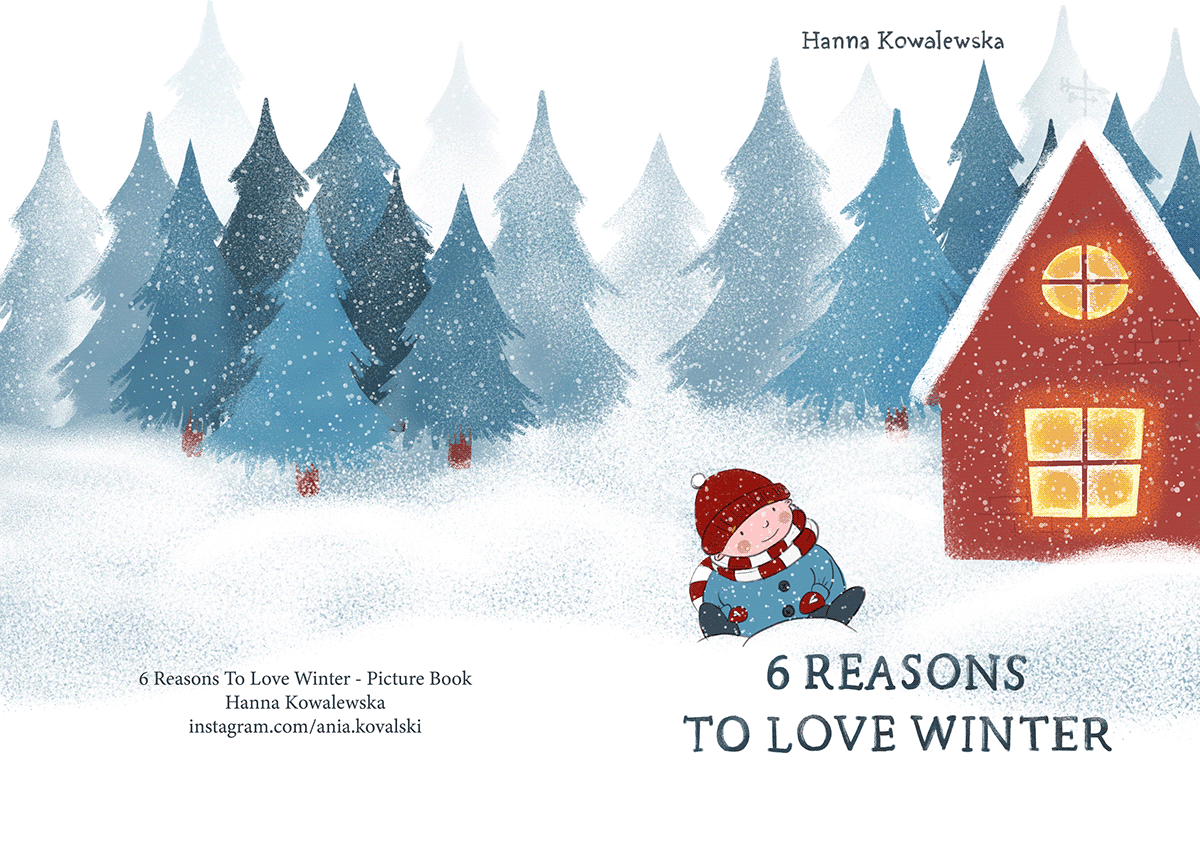 Hanna Kowalewska
6 REASONS
TO LOVE WINTER
6 Reasons To Love Winter - Picture Book
Hanna Kowalewska
instagram.com/ania.kovalski